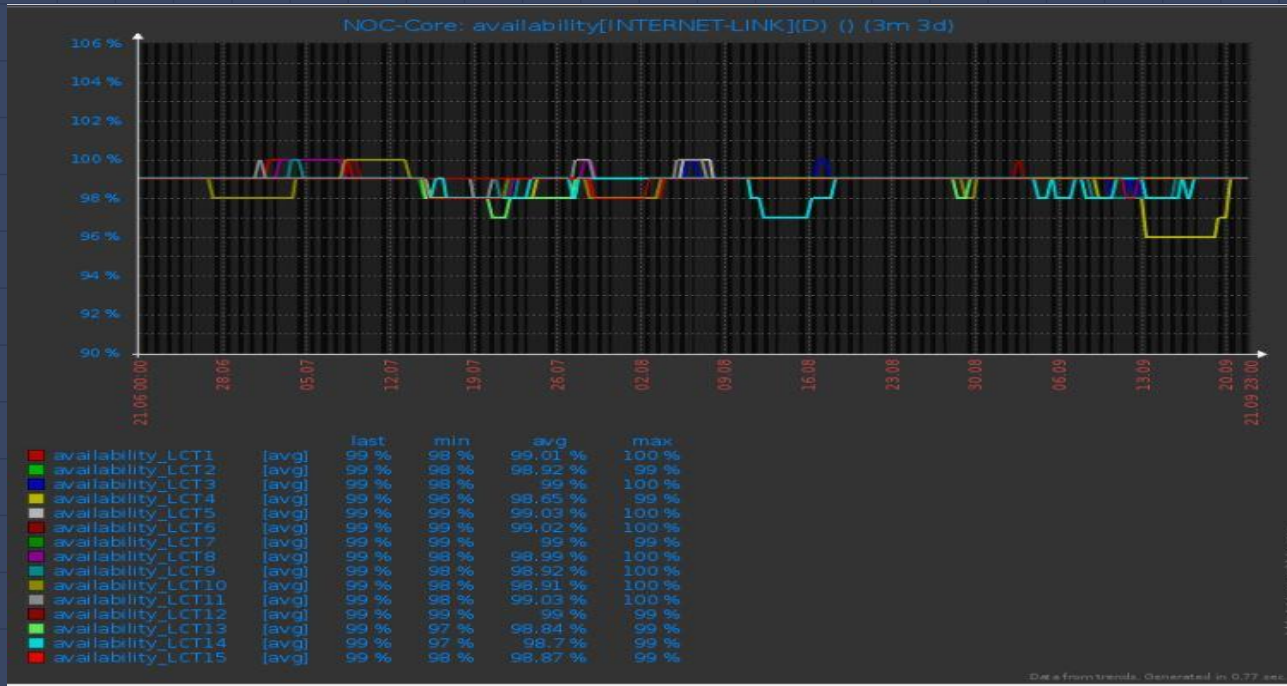 NOC-Core: availability[INTERNET-LINK](D) () (3m 3d)
106 %
104 %
102 %
100 %
98 %
96 %
94 %
92 %
90 %
21.06 00:00 28.06 05.07 12.07 19.07 26.07 02.08 09.08 16.08 23.08 30.08 06.09 13.09 20.09 21.09 23:00
last min avg max
availability_LCT1 [avg] 99 % 98 % 99.01 % 100 %
availability_LCT2 [avg] 99 % 98 % 98.92 % 99 %
availability_LCT3 [avg] 99 % 98 % 99 % 100 %
availability_LCT4 [avg] 99 % 96 % 98.65 % 99 %
availability_LCT5 [avg] 99 % 99 % 99.03 % 100 %
availability_LCT6 [avg] 99 % 99 % 99.02 % 100 %
availability_LCT7 [avg] 99 % 99 % 99 % 99 %
availability_LCT8 [avg] 99 % 98 % 98.99 % 100 %
availability_LCT9 [avg] 99 % 98 % 98.92 % 100 %
availability_LCT10 [avg] 99 % 98 % 98.91 % 100 %
availability_LCT11 [avg] 99 % 98 % 99.03 % 100 %
availability_LCT12 [avg] 99 % 99 % 99 % 99 %
availability_LCT13 [avg] 99 % 97 % 98.84 % 99 %
availability_LCT14 [avg] 99 % 97 % 98.7 % 99 %
availability_LCT15 [avg] 99 % 98 % 98.87 % 99 %
Data from trends. Generated in 0.77 sec